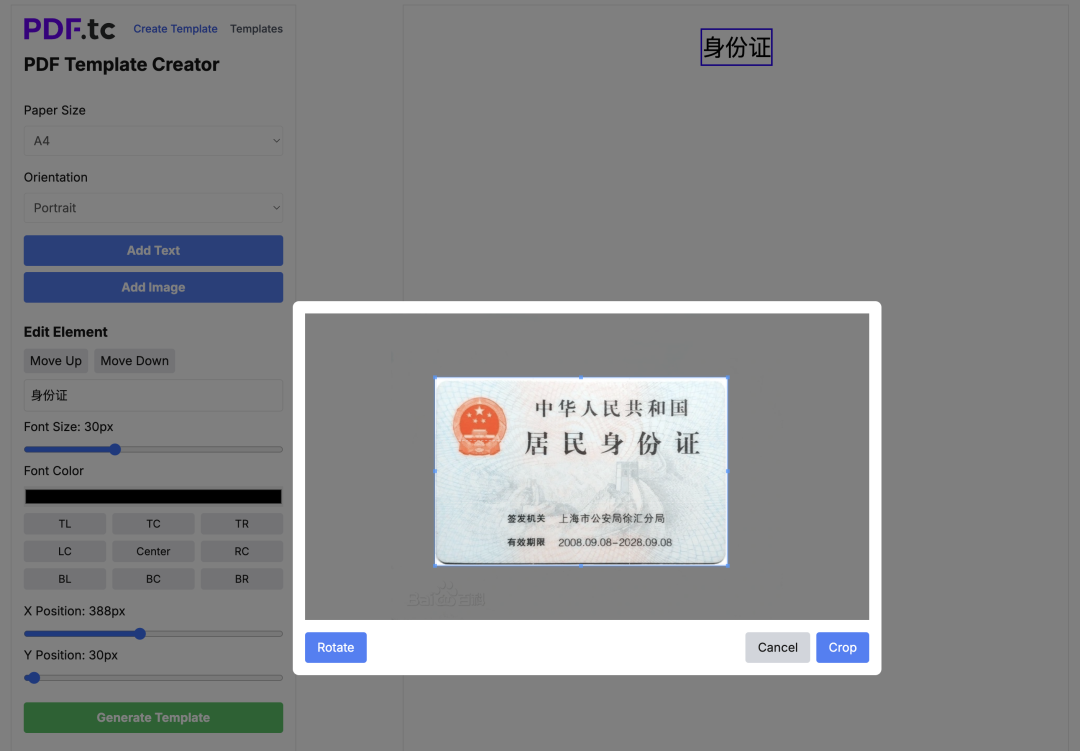 PDF.tc Create Template Templates
PDF Template Creator
Paper Size
A4
Orientation
Portrait
Add Text
Add Image
Edit Element
Move Up Move Down
身份证
Font Size: 30px
Font Color
TL TC TR
LC Center RC
BL BC BR
X Position: 388px
Y Position: 30px
Generate Template
身份证
中华人民共和国
居民身份证
签发机关 上海市公安局徐汇分局
有效期限 2008.09.08-2028.09.08
Bai百科
Rotate Cancel Crop